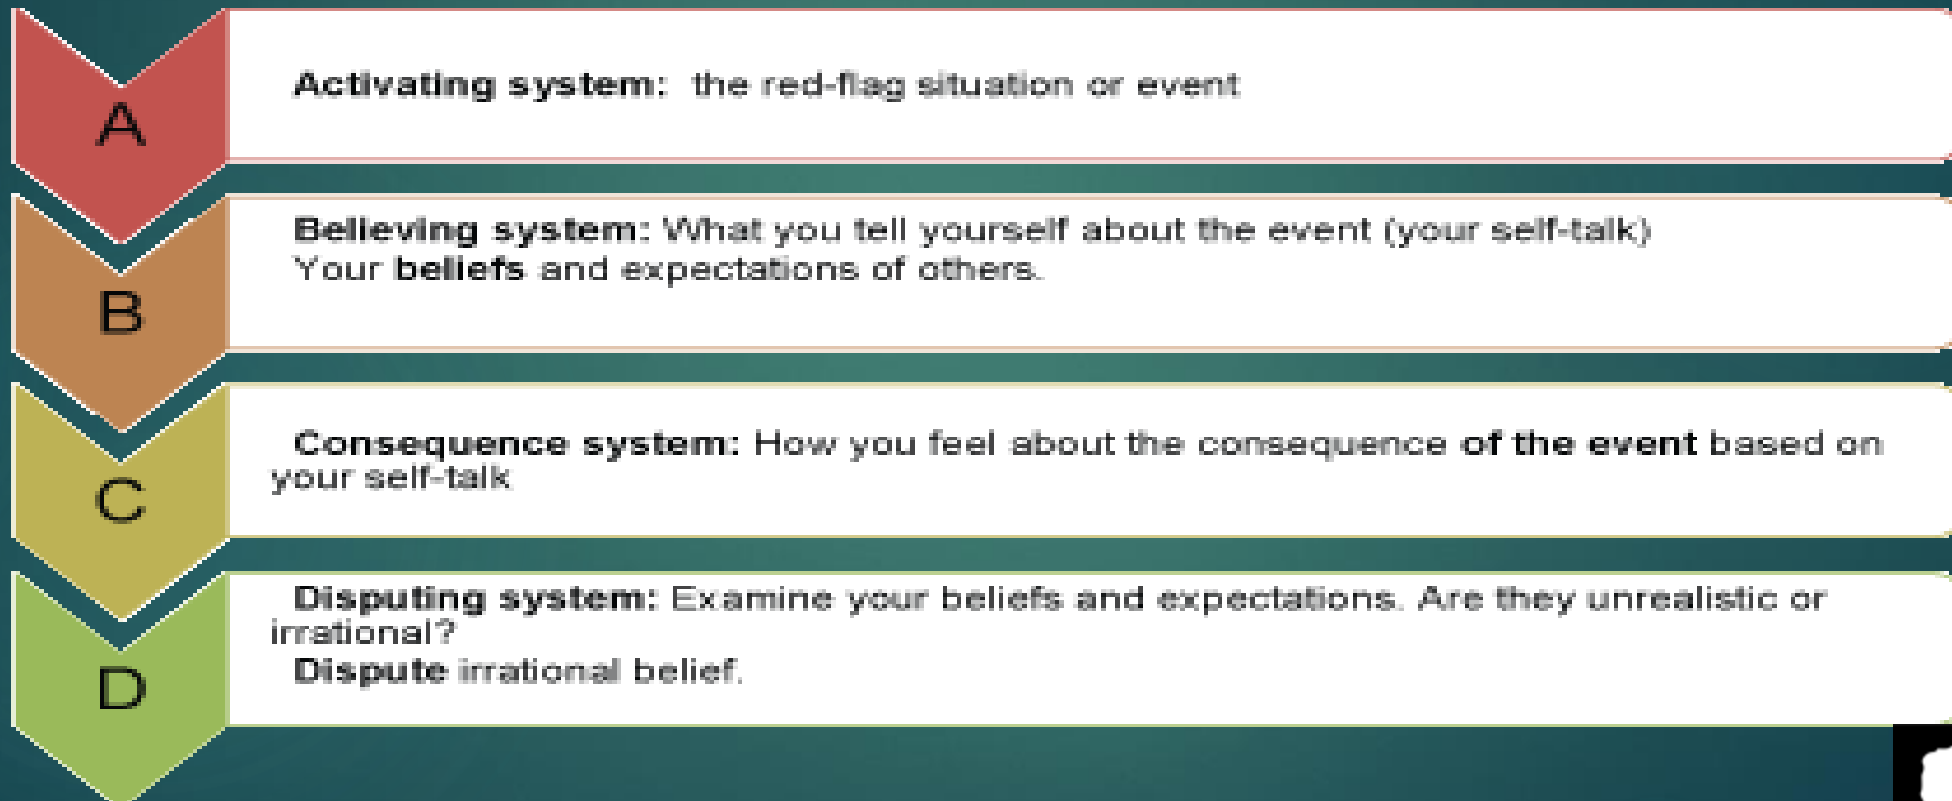 A
Activating system: the red-flag situation or event
B
Believing system: What you tell yourself about the event (your self-talk)
Your beliefs and expectations of others.
C
Consequence system: How you feel about the consequence of the event based on
your self-talk
D
Disputing system: Examine your beliefs and expectations. Are they unrealistic or
irrational?
Dispute irrational belief.